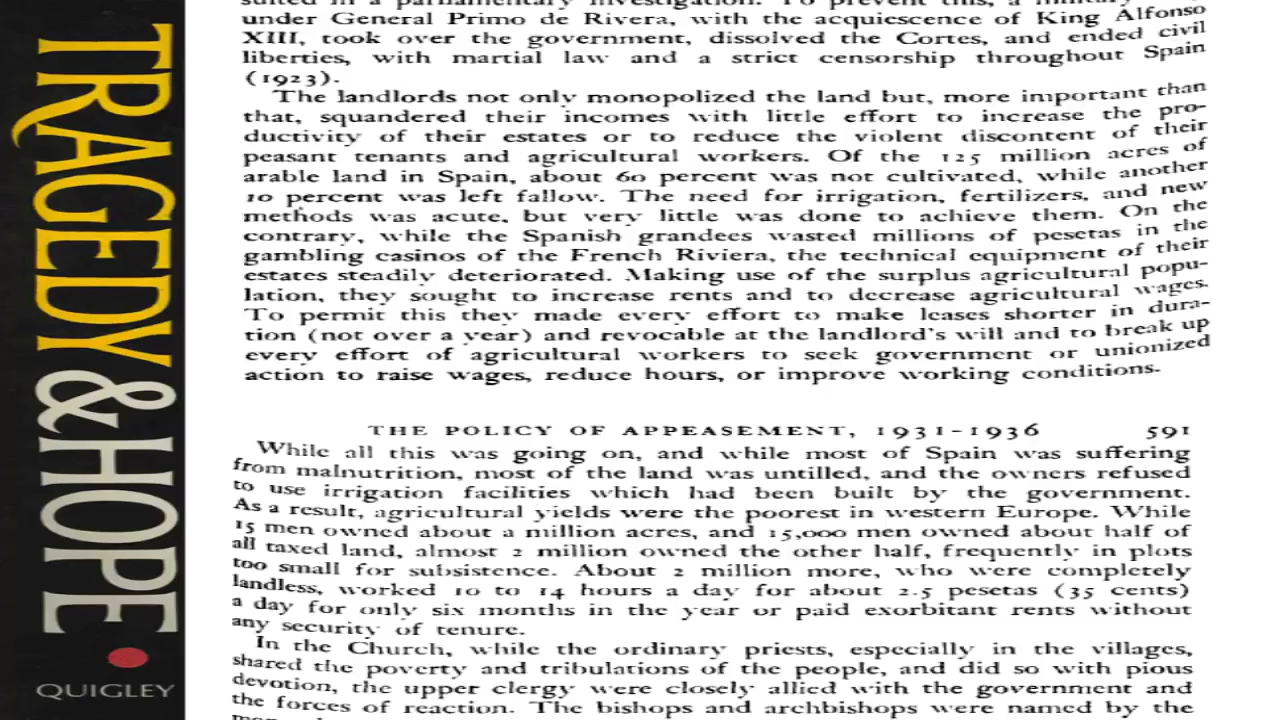 TRAGEDY & HOPE
QUIGLEY
under General Primo de Rivera, with the acquiescence of King Alfonso
XIII, took over the government, dissolved the Cortes, and ended civil
liberties, with martial law and a strict censorship throughout Spain
(1923).
The landlords not only monopolized the land but, more important than
that, squandered their incomes with little effort to increase the pro-
ductivity of their estates or to reduce the violent discontent of their
peasant tenants and agricultural workers. Of the 125 million acres of
arable land in Spain, about 60 percent was not cultivated, while another
10 percent was left fallow. The need for irrigation, fertilizers, and new
methods was acute, but very little was done to achieve them. On the
contrary, while the Spanish grandees wasted millions of pesetas in the
gambling casinos of the French Riviera, the technical equipment of their
estates steadily deteriorated. Making use of the surplus agricultural popu-
lation, they sought to increase rents and to decrease agricultural wages.
To permit this they made every effort to make leases shorter in dura-
tion (not over a year) and revocable at the landlord's will and to break up
every effort of agricultural workers to seek government or unionized
action to raise wages, reduce hours, or improve working conditions.
THE POLICY OF APPEASEMENT, 1931-1936 591
While all this was going on, and while most of Spain was suffering
from malnutrition, most of the land was untilled, and the owners refused
to use irrigation facilities which had been built by the government.
As a result, agricultural yields were the poorest in western Europe. While
15 men owned about a million acres, and 15,000 men owned about half of
all taxed land, almost 2 million owned the other half, frequently in plots
too small for subsistence. About 2 million more, who were completely
landless, worked 10 to 14 hours a day for about 2.5 pesetas (35 cents)
a day for only six months in the year or paid exorbitant rents without
any security of tenure.
In the Church, while the ordinary priests, especially in the villages,
shared the poverty and tribulations of the people, and did so with pious
devotion, the upper clergy were closely allied with the government and
the forces of reaction. The bishops and archbishops were named by the